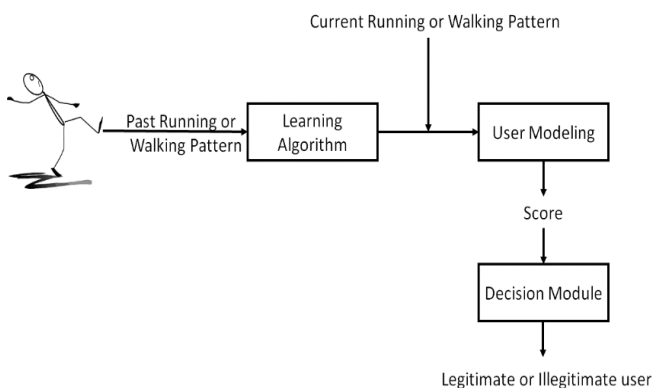 Current Running or Walking Pattern
Past Running or
Walking Pattern
Learning
Algorithm
User Modeling
Score
Decision Module
Legitimate or Illegitimate user